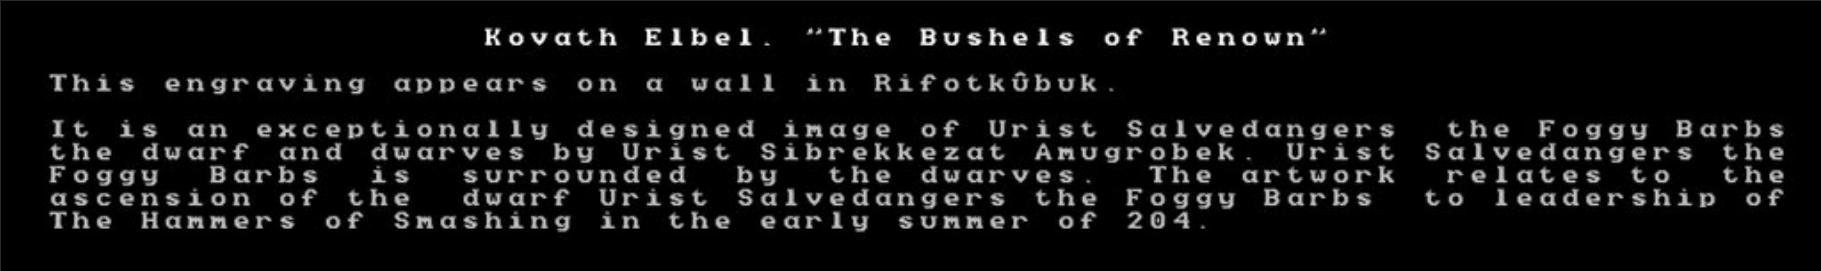 Kovath Elbel. "The Bushels of Renown"
This engraving appears on a wall in Rifotkûbuk.
It is an exceptionally designed image of Urist Salvedangers the Foggy Barbs
the dwarf and dwarves by Urist Sibrekkezat Amugrobek. Urist Salvedangers the
Foggy Barbs is surrounded by the dwarves. The artwork relates to the
ascension of the dwarf Urist Salvedangers the Foggy Barbs to leadership of
The Hammers of Smashing in the early summer of 204.